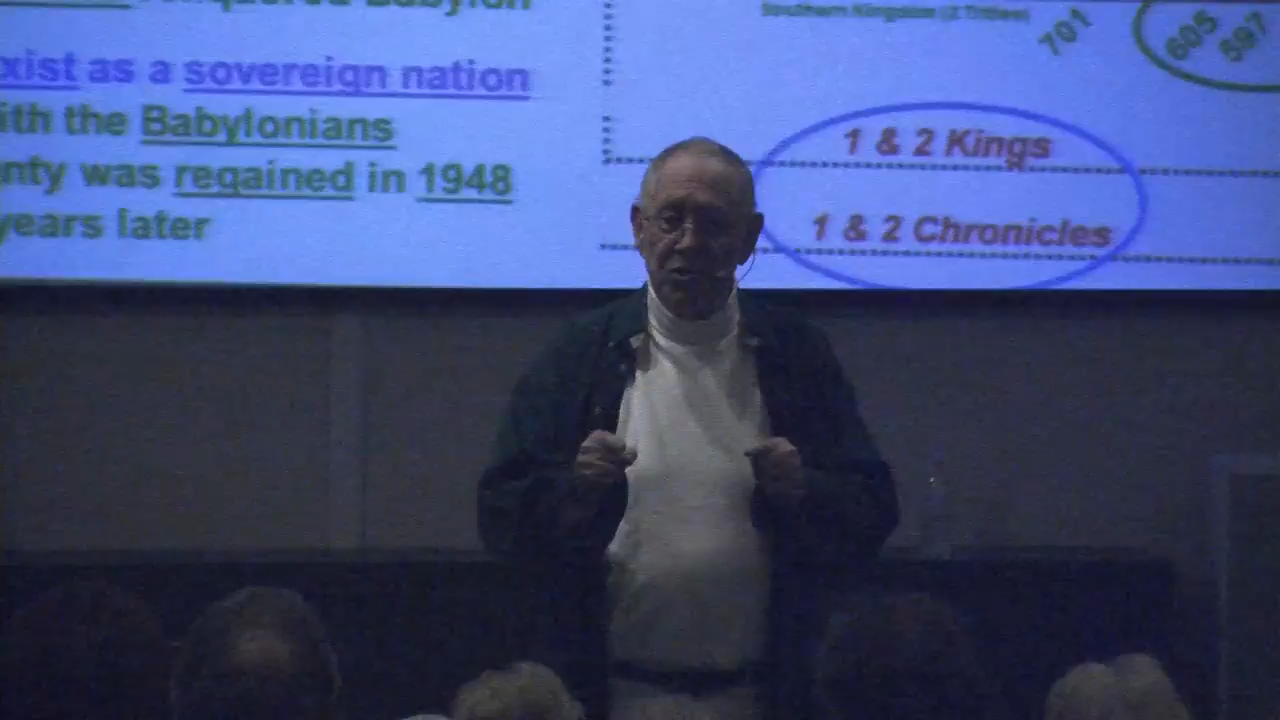 Babylon
xist as a sovereign nation
ith the Babylonians
nty was regained in 1948
years later
Southern Kingdom (2 Tribes)
701
605
597
1 & 2 Kings
1 & 2 Chronicles